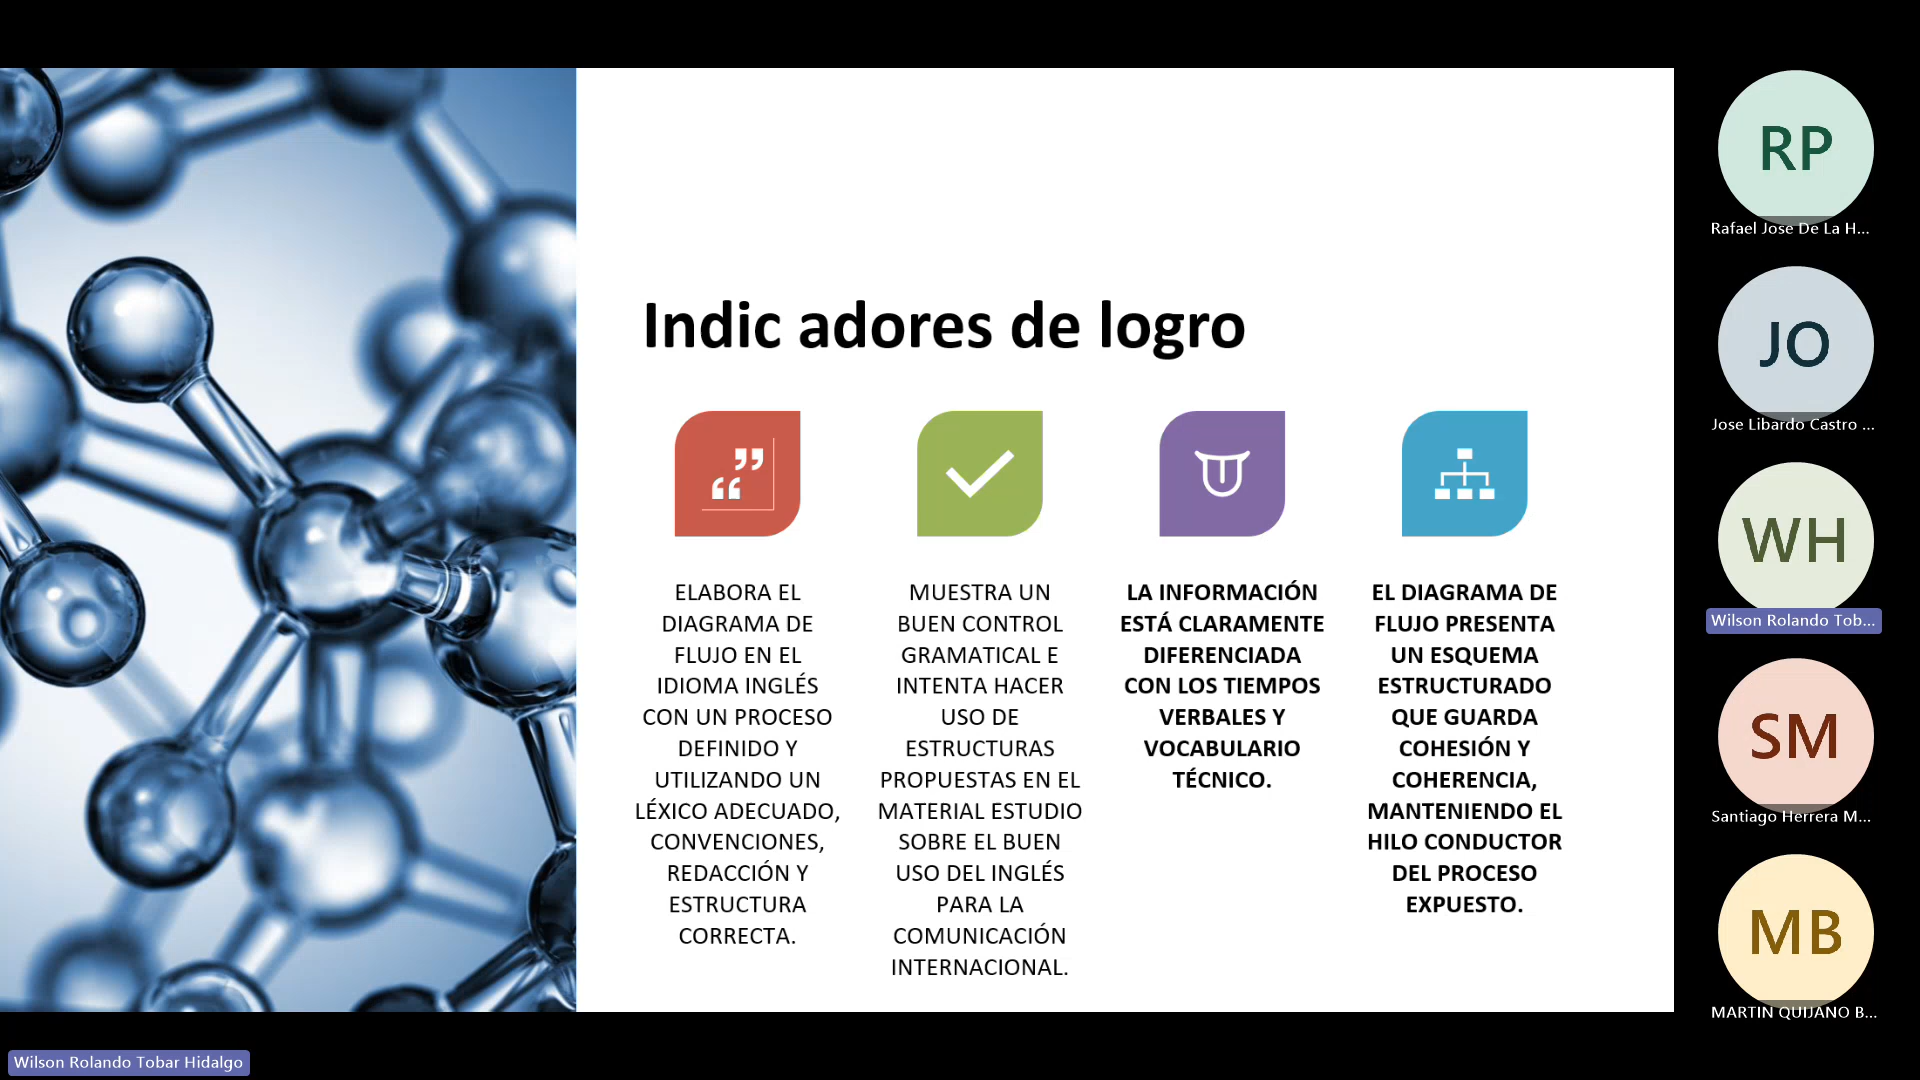 Indic adores de logro
ELABORA EL
DIAGRAMA DE
FLUJO EN EL
IDIOMA INGLÉS
CON UN PROCESO
DEFINIDO Y
UTILIZANDO UN
LÉXICO ADECUADO,
CONVENCIONES,
REDACCIÓN Y
ESTRUCTURA
CORRECTA.
MUESTRA UN
BUEN CONTROL
GRAMATICAL E
INTENTA HACER
USO DE
ESTRUCTURAS
PROPUESTAS EN EL
MATERIAL ESTUDIO
SOBRE EL BUEN
USO DEL INGLÉS
PARA LA
COMUNICACIÓN
INTERNACIONAL.
LA INFORMACIÓN
ESTÁ CLARAMENTE
DIFERENCIADA
CON LOS TIEMPOS
VERBALES Y
VOCABULARIO
TÉCNICO.
EL DIAGRAMA DE
FLUJO PRESENTA
UN ESQUEMA
ESTRUCTURADO
QUE GUARDA
COHESIÓN Y
COHERENCIA,
MANTENIENDO EL
HILO CONDUCTOR
DEL PROCESO
EXPUESTO.
RP
Rafael Jose De La H...
JO
Jose Libardo Castro ...
WH
Wilson Rolando Tob...
SM
Santiago Herrera M...
MB
MARTIN QUIJANO B...
Wilson Rolando Tobar Hidalgo